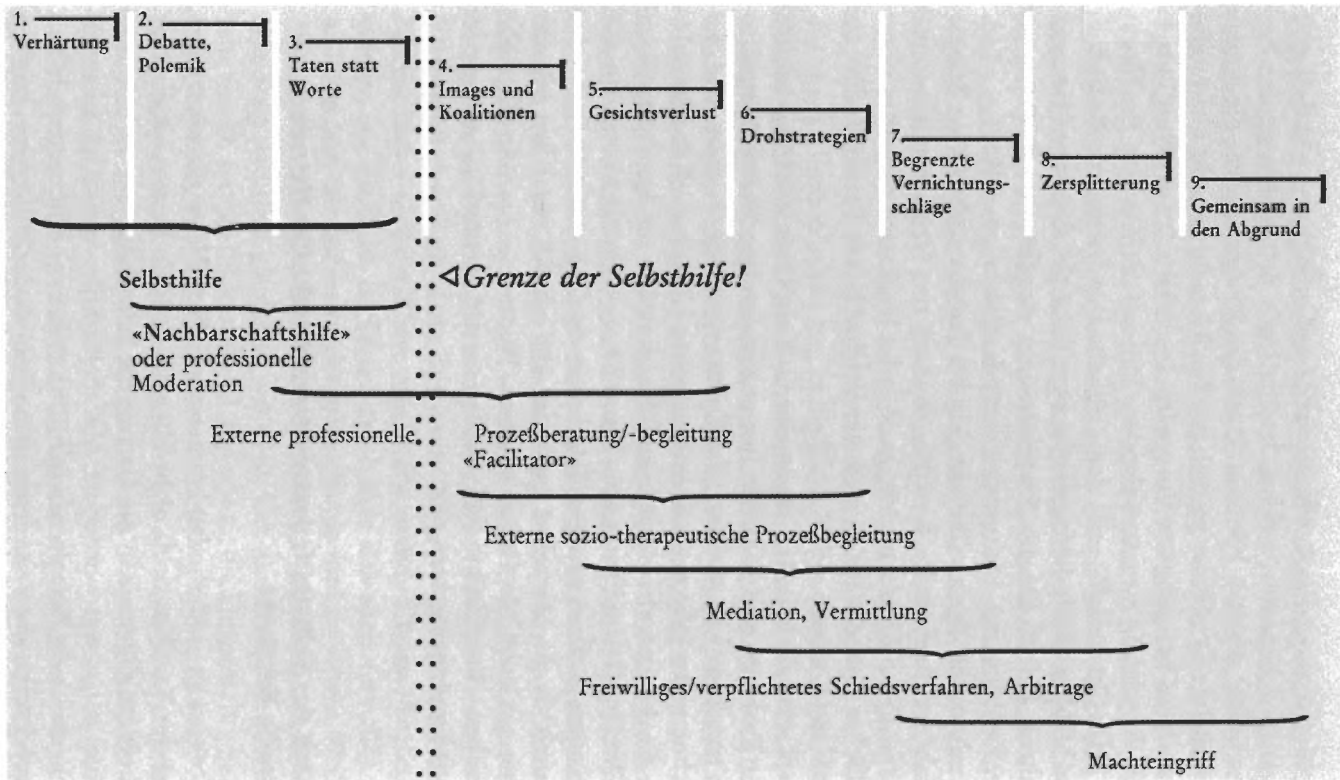 1.
Verhärtung
2.
Debatte,
Polemik
3.
Taten statt
Worte
4.
Images und
Koalitionen
5.
Gesichtsverlust
6.
Drohstrategien
7.
Begrenzte
Vernichtungs-
schläge
8.
Zersplitterung
9.
Gemeinsam in
den Abgrund
Selbsthilfe
◁Grenze der Selbsthilfe!
«Nachbarschaftshilfe»
oder professionelle
Moderation
Externe professionelle Prozeßberatung/-begleitung
«Facilitator»
Externe sozio-therapeutische Prozeßbegleitung
Mediation, Vermittlung
Freiwilliges/verpflichtetes Schiedsverfahren, Arbitrage
Machteingriff